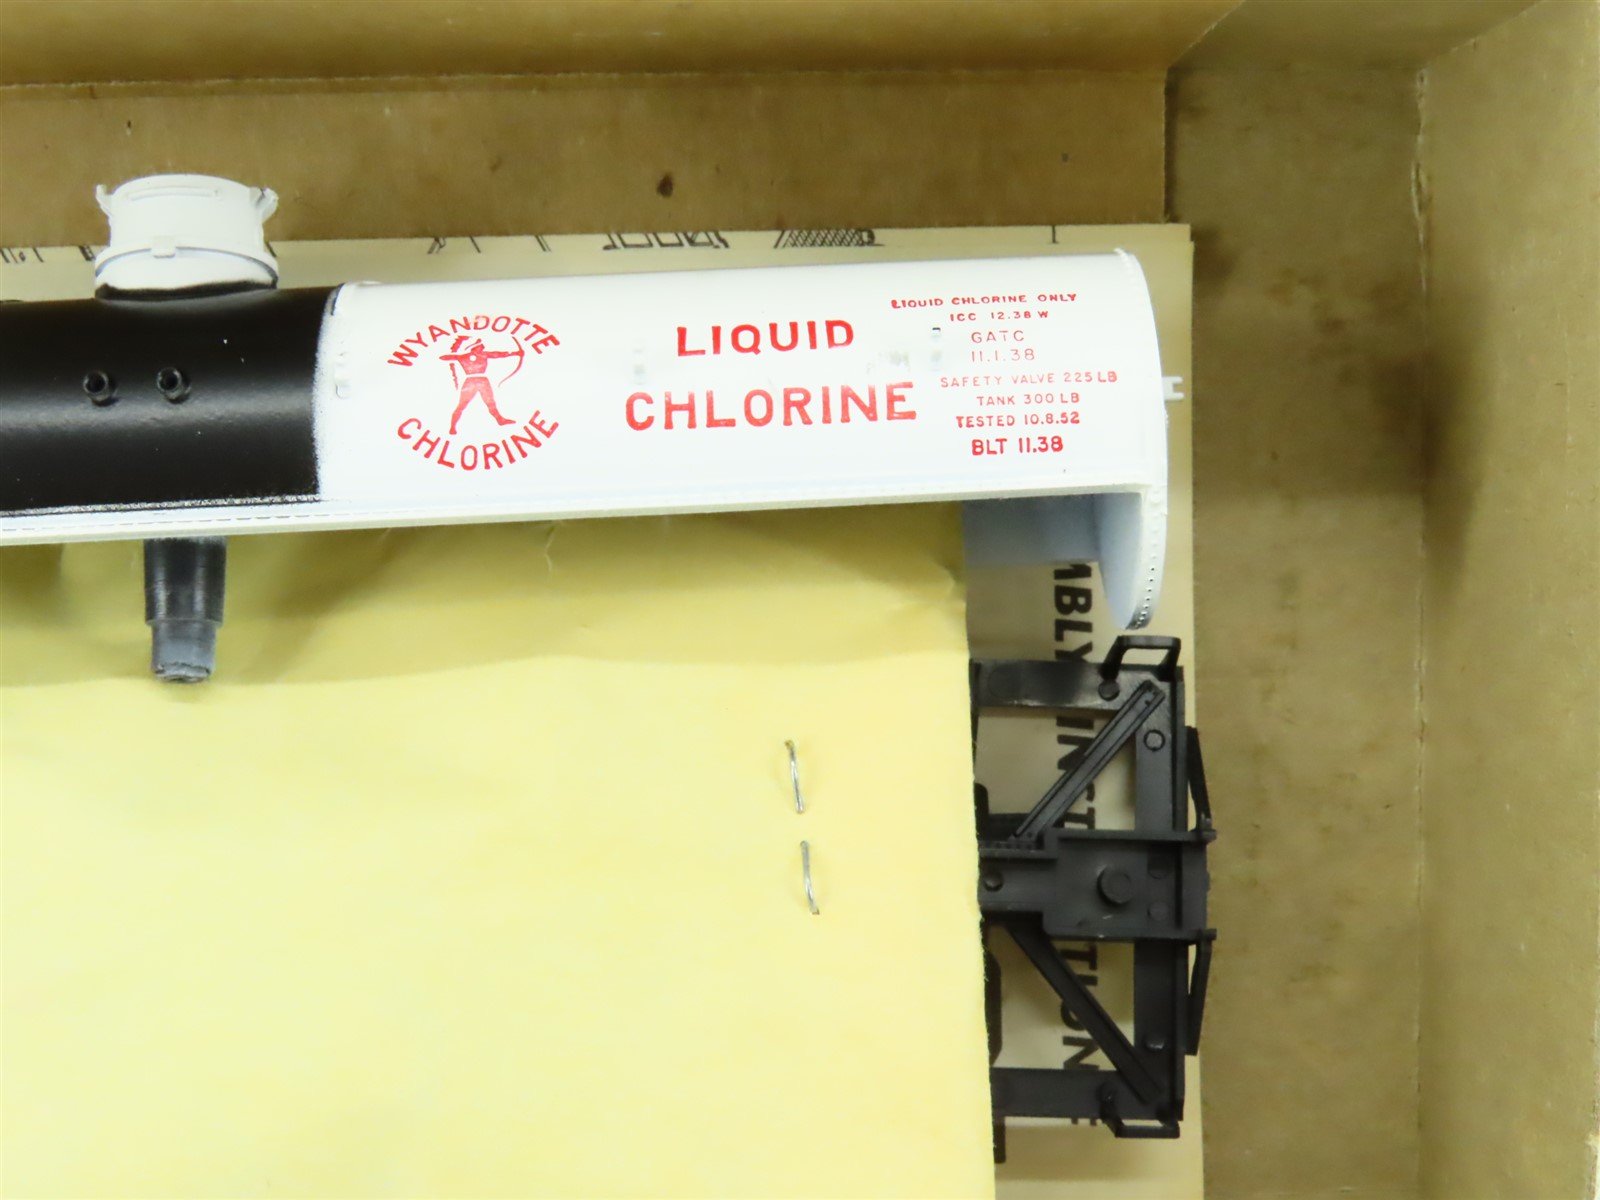 WYANDOTTE
CHLORINE
LIQUID
CHLORINE
LIQUID CHLORINE ONLY
ICC 12.38 W
GATC
11.1.38
SAFETY VALVE 225 LB
TANK 300 LB
TESTED 10.8.52
BLT 11.38